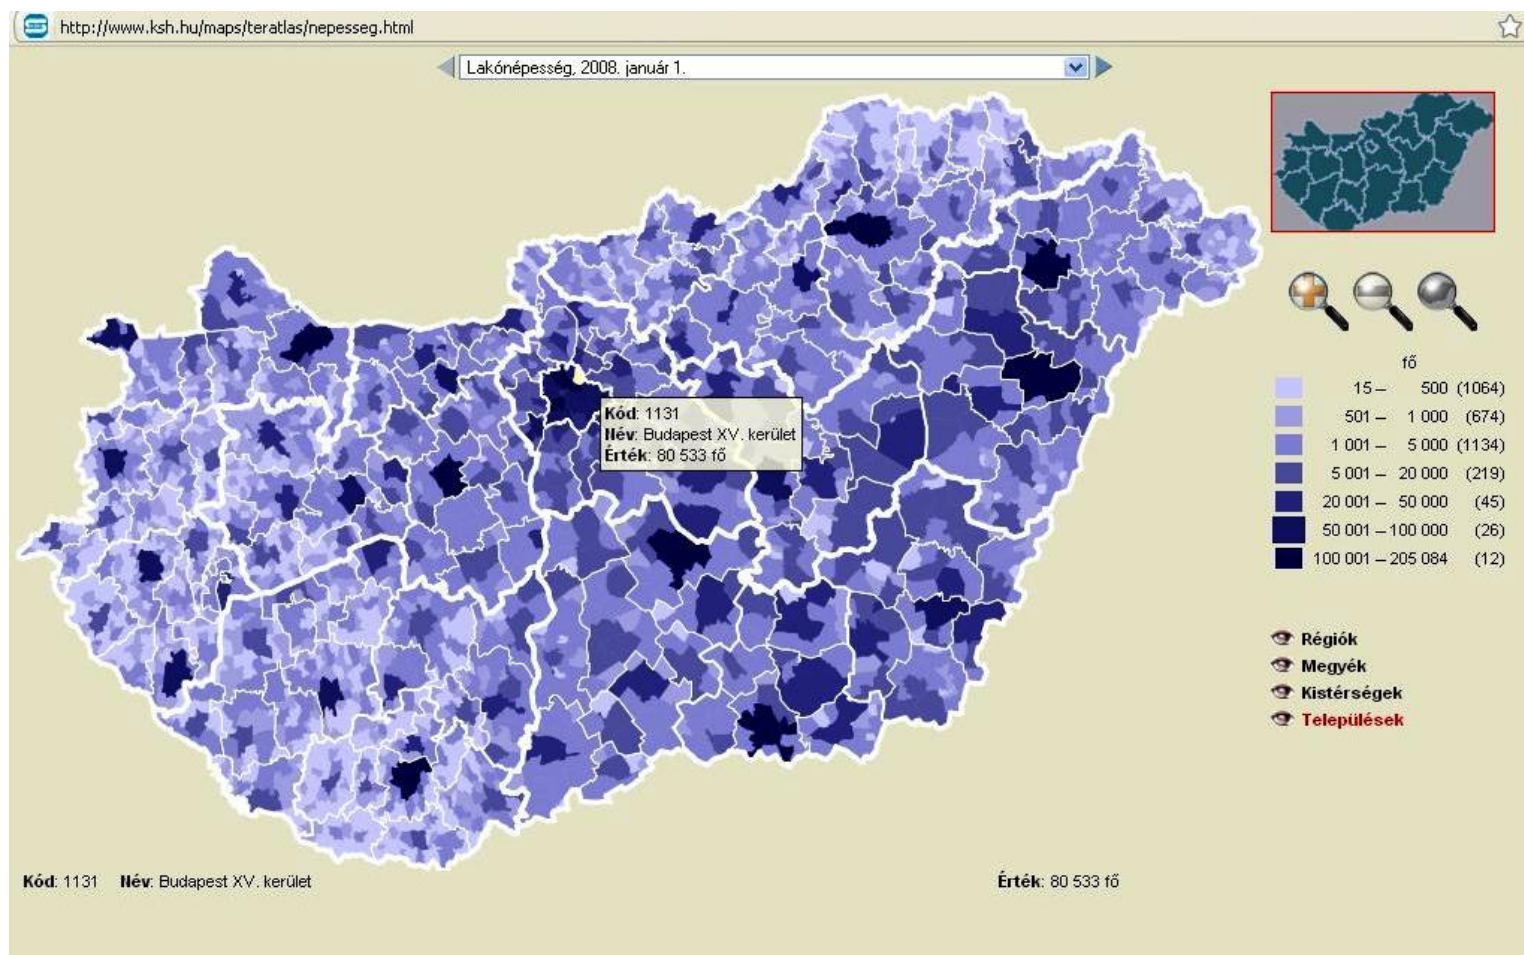 http://www.ksh.hu/maps/teratlas/nepesseg.html
Lakónépesség, 2008. január 1.
fő
15 – 500 (1064)
501 – 1 000 (674)
1 001 – 5 000 (1134)
5 001 – 20 000 (219)
20 001 – 50 000 (45)
50 001 – 100 000 (26)
100 001 – 205 084 (12)
Kód: 1131
Név: Budapest XV. kerület
Érték: 80 533 fő
Régiók
Megyék
Kistérségek
Települések
Kód: 1131 Név: Budapest XV. kerület Érték: 80 533 fő